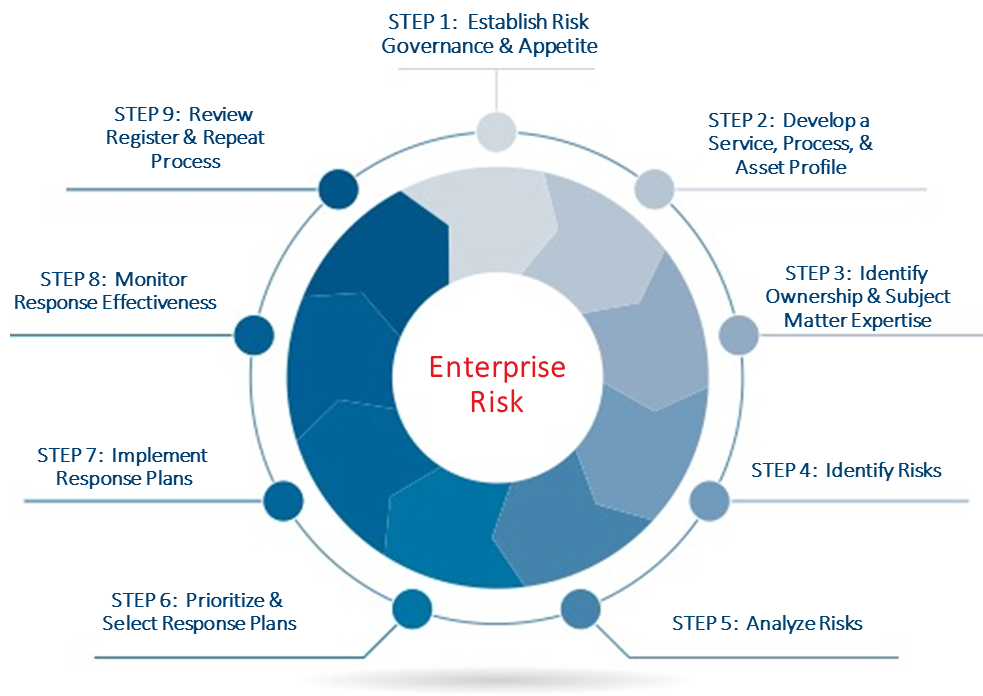 STEP 1: Establish Risk
Governance & Appetite
STEP 2: Develop a
Service, Process, &
Asset Profile
STEP 3: Identify
Ownership & Subject
Matter Expertise
STEP 4: Identify Risks
STEP 5: Analyze Risks
STEP 6: Prioritize &
Select Response Plans
STEP 7: Implement
Response Plans
STEP 8: Monitor
Response Effectiveness
STEP 9: Review
Register & Repeat
Process
Enterprise
Risk